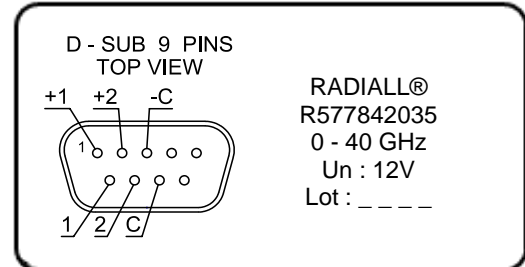 D - SUB 9 PINS
TOP VIEW
+1 +2 -C
1
1 2 C
RADIALL®
R577842035
0 - 40 GHz
Un : 12V
Lot : _ _ _ _